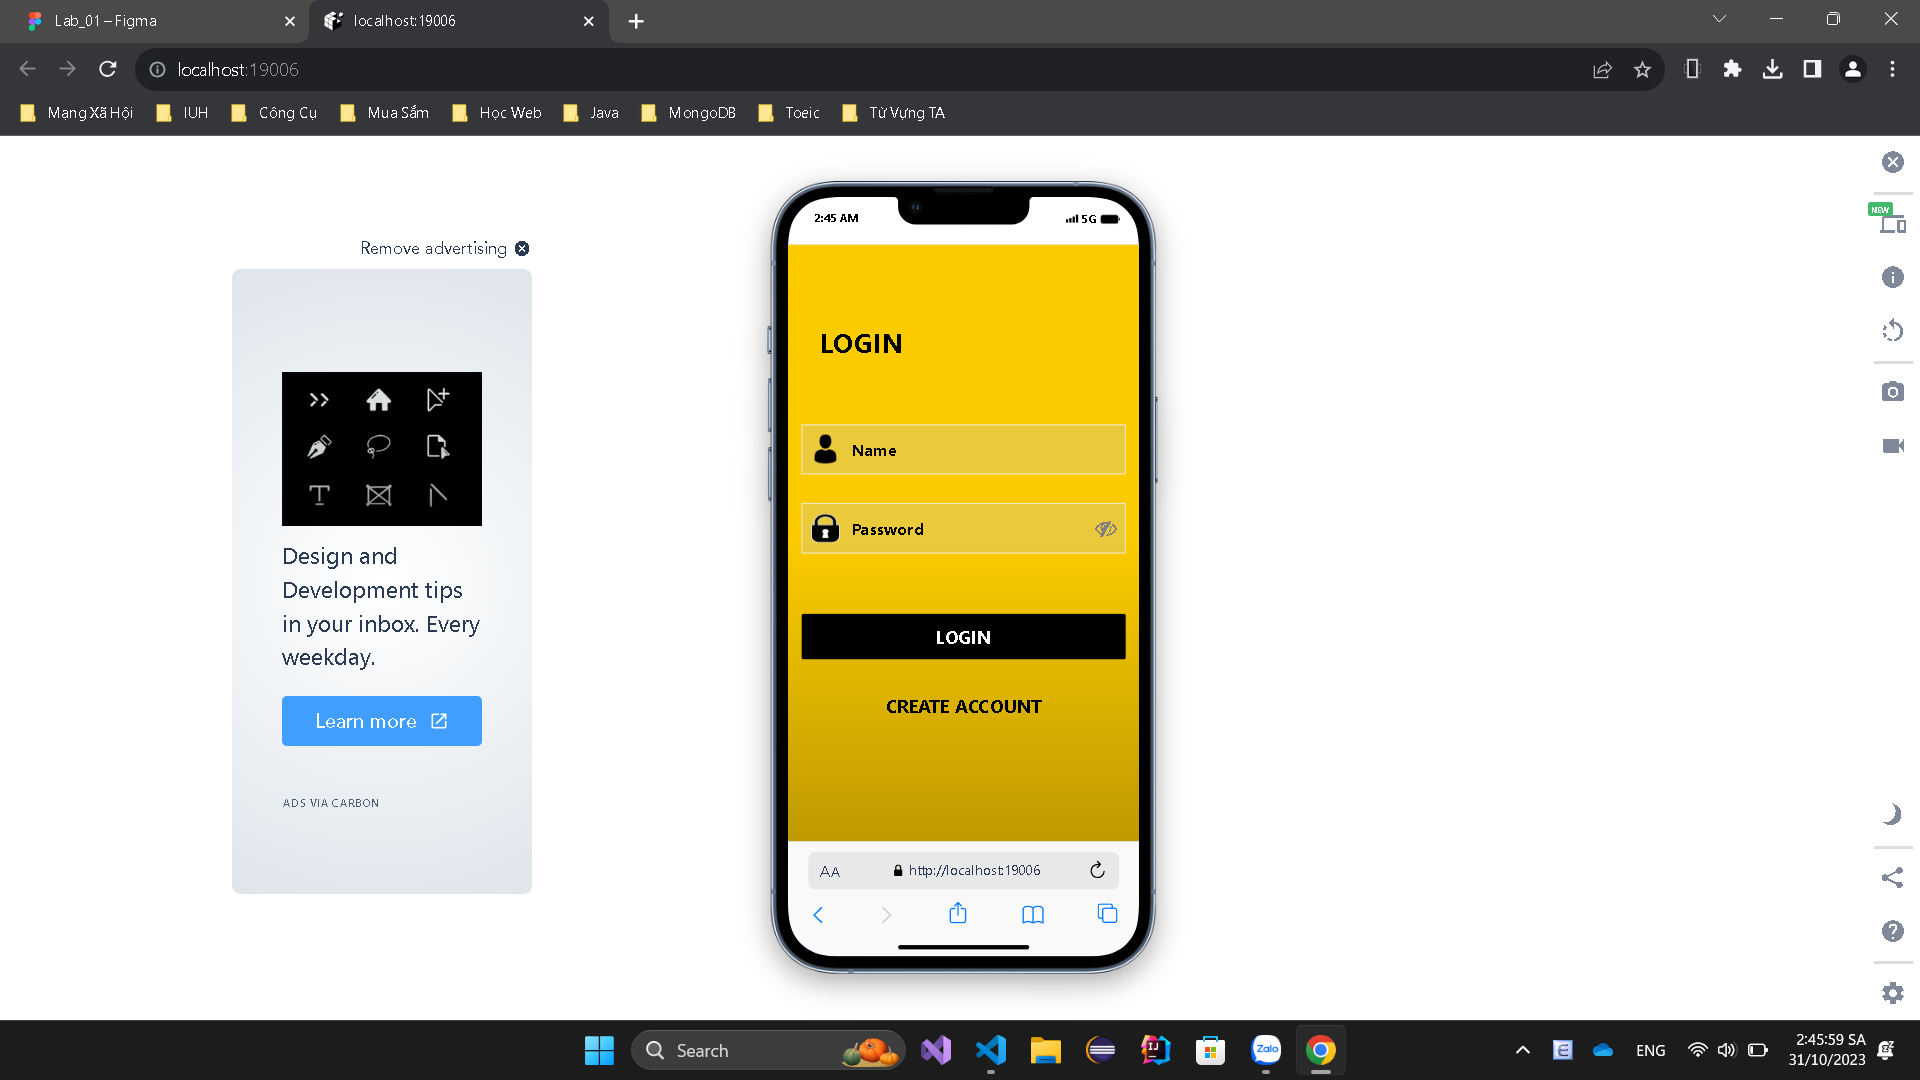 Lab_01 – Figma
localhost:19006
localhost:19006
Mạng Xã Hội
IUH
Công Cụ
Mua Sắm
Học Web
Java
MongoDB
Toeic
Từ Vựng TA
Remove advertising
Design and
Development tips
in your inbox. Every
weekday.
Learn more
ADS VIA CARBON
2:45 AM
5G
LOGIN
Name
Password
LOGIN
CREATE ACCOUNT
AA
http://localhost:19006
NEW
Search
IJ
Zalo
ENG
2:45:59 SA
31/10/2023